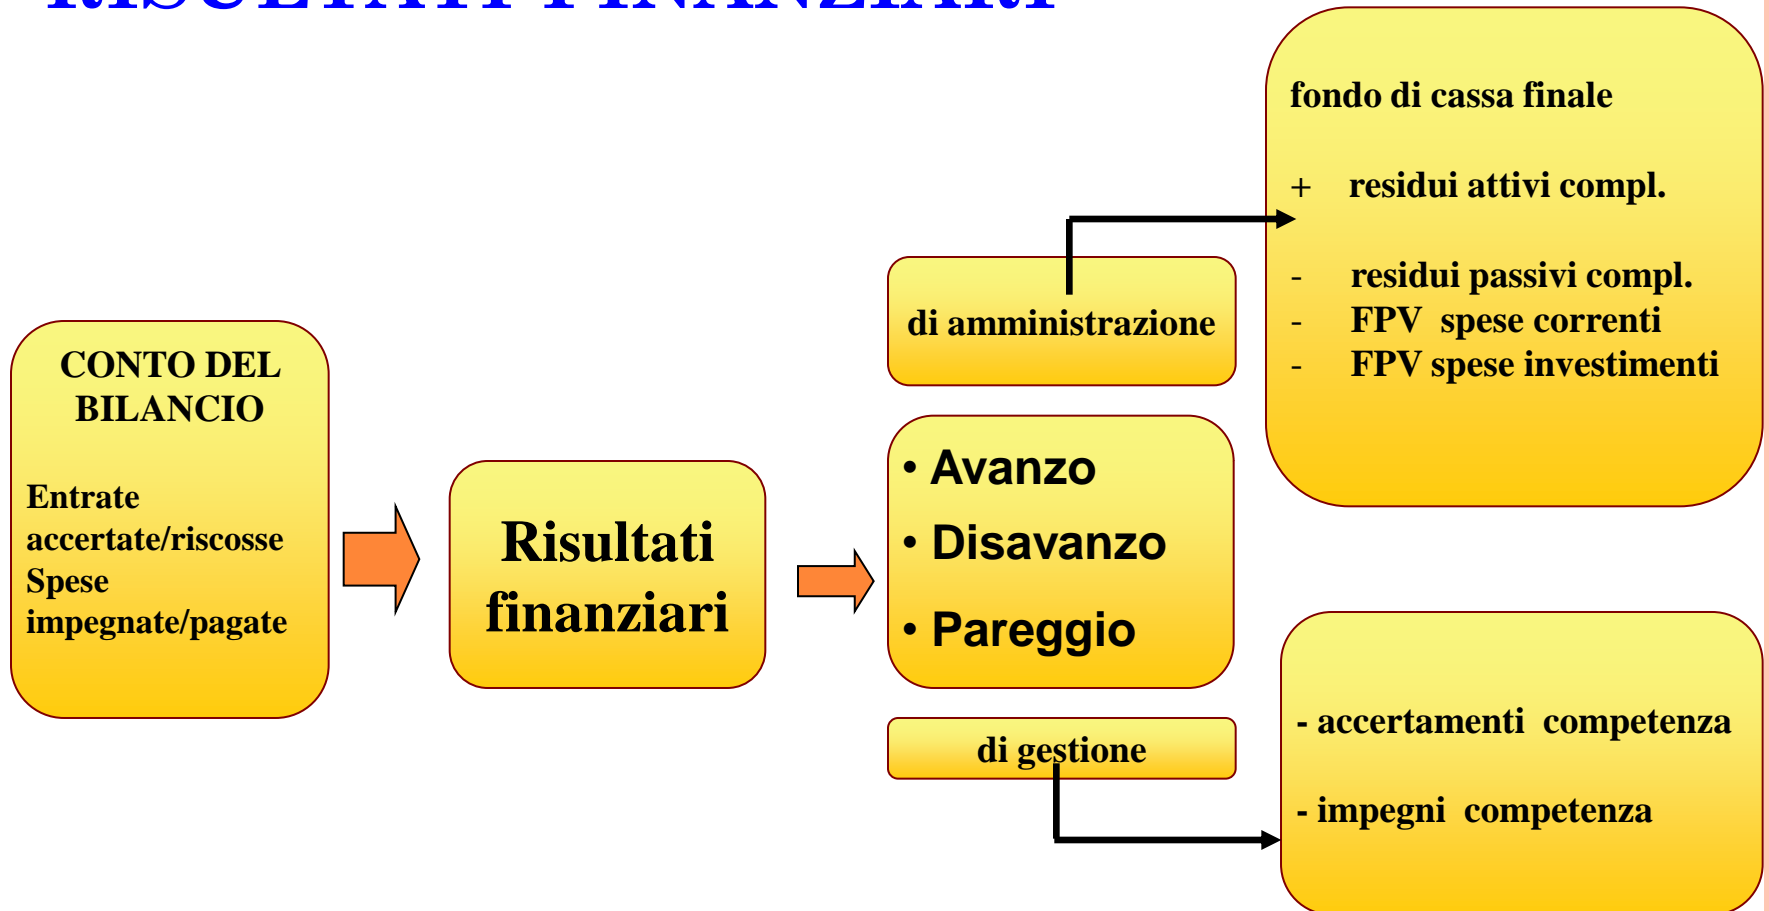 RISULTATI FINANZIARI
CONTO DEL
BILANCIO
Entrate
accertate/riscosse
Spese
impegnate/pagate
Risultati
finanziari
di amministrazione
• Avanzo
• Disavanzo
• Pareggio
di gestione
fondo di cassa finale
+ residui attivi compl.
- residui passivi compl.
- FPV spese correnti
- FPV spese investimenti
- accertamenti competenza
- impegni competenza